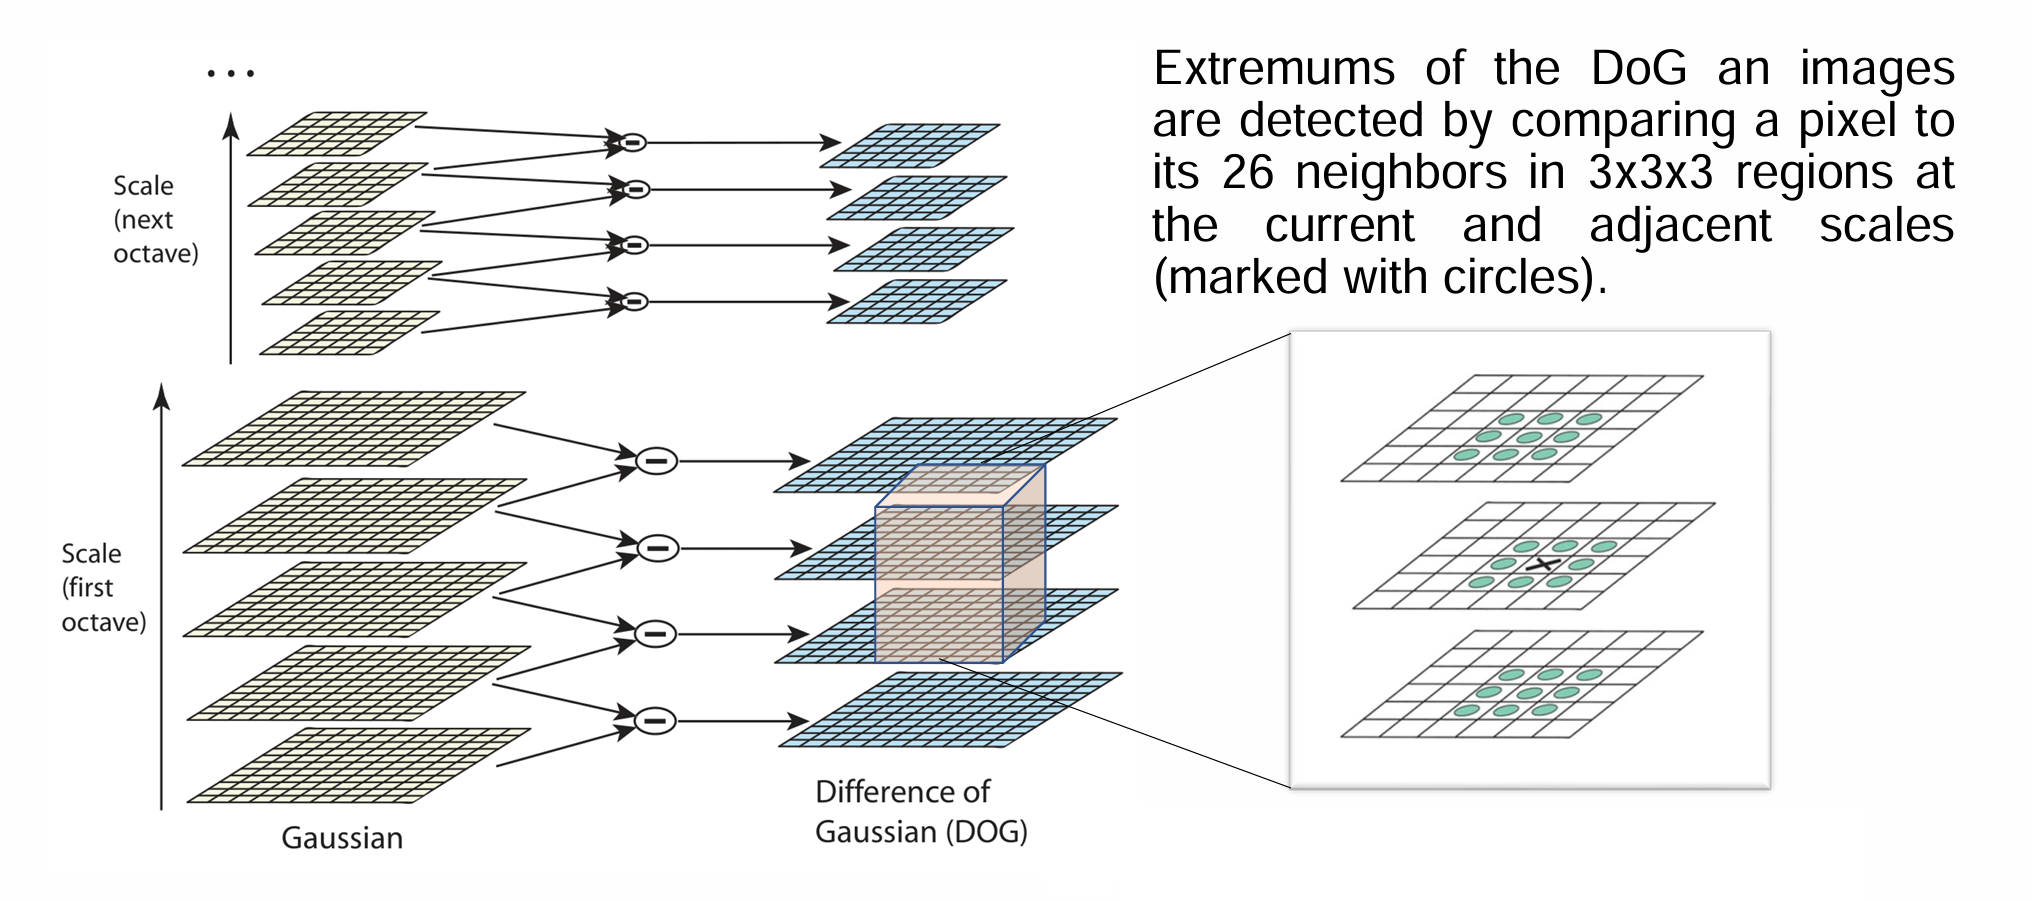 ...
Scale
(next
octave)
Scale
(first
octave)
Gaussian
Difference of
Gaussian (DOG)
Extremums of the DoG an images
are detected by comparing a pixel to
its 26 neighbors in 3x3x3 regions at
the current and adjacent scales
(marked with circles).